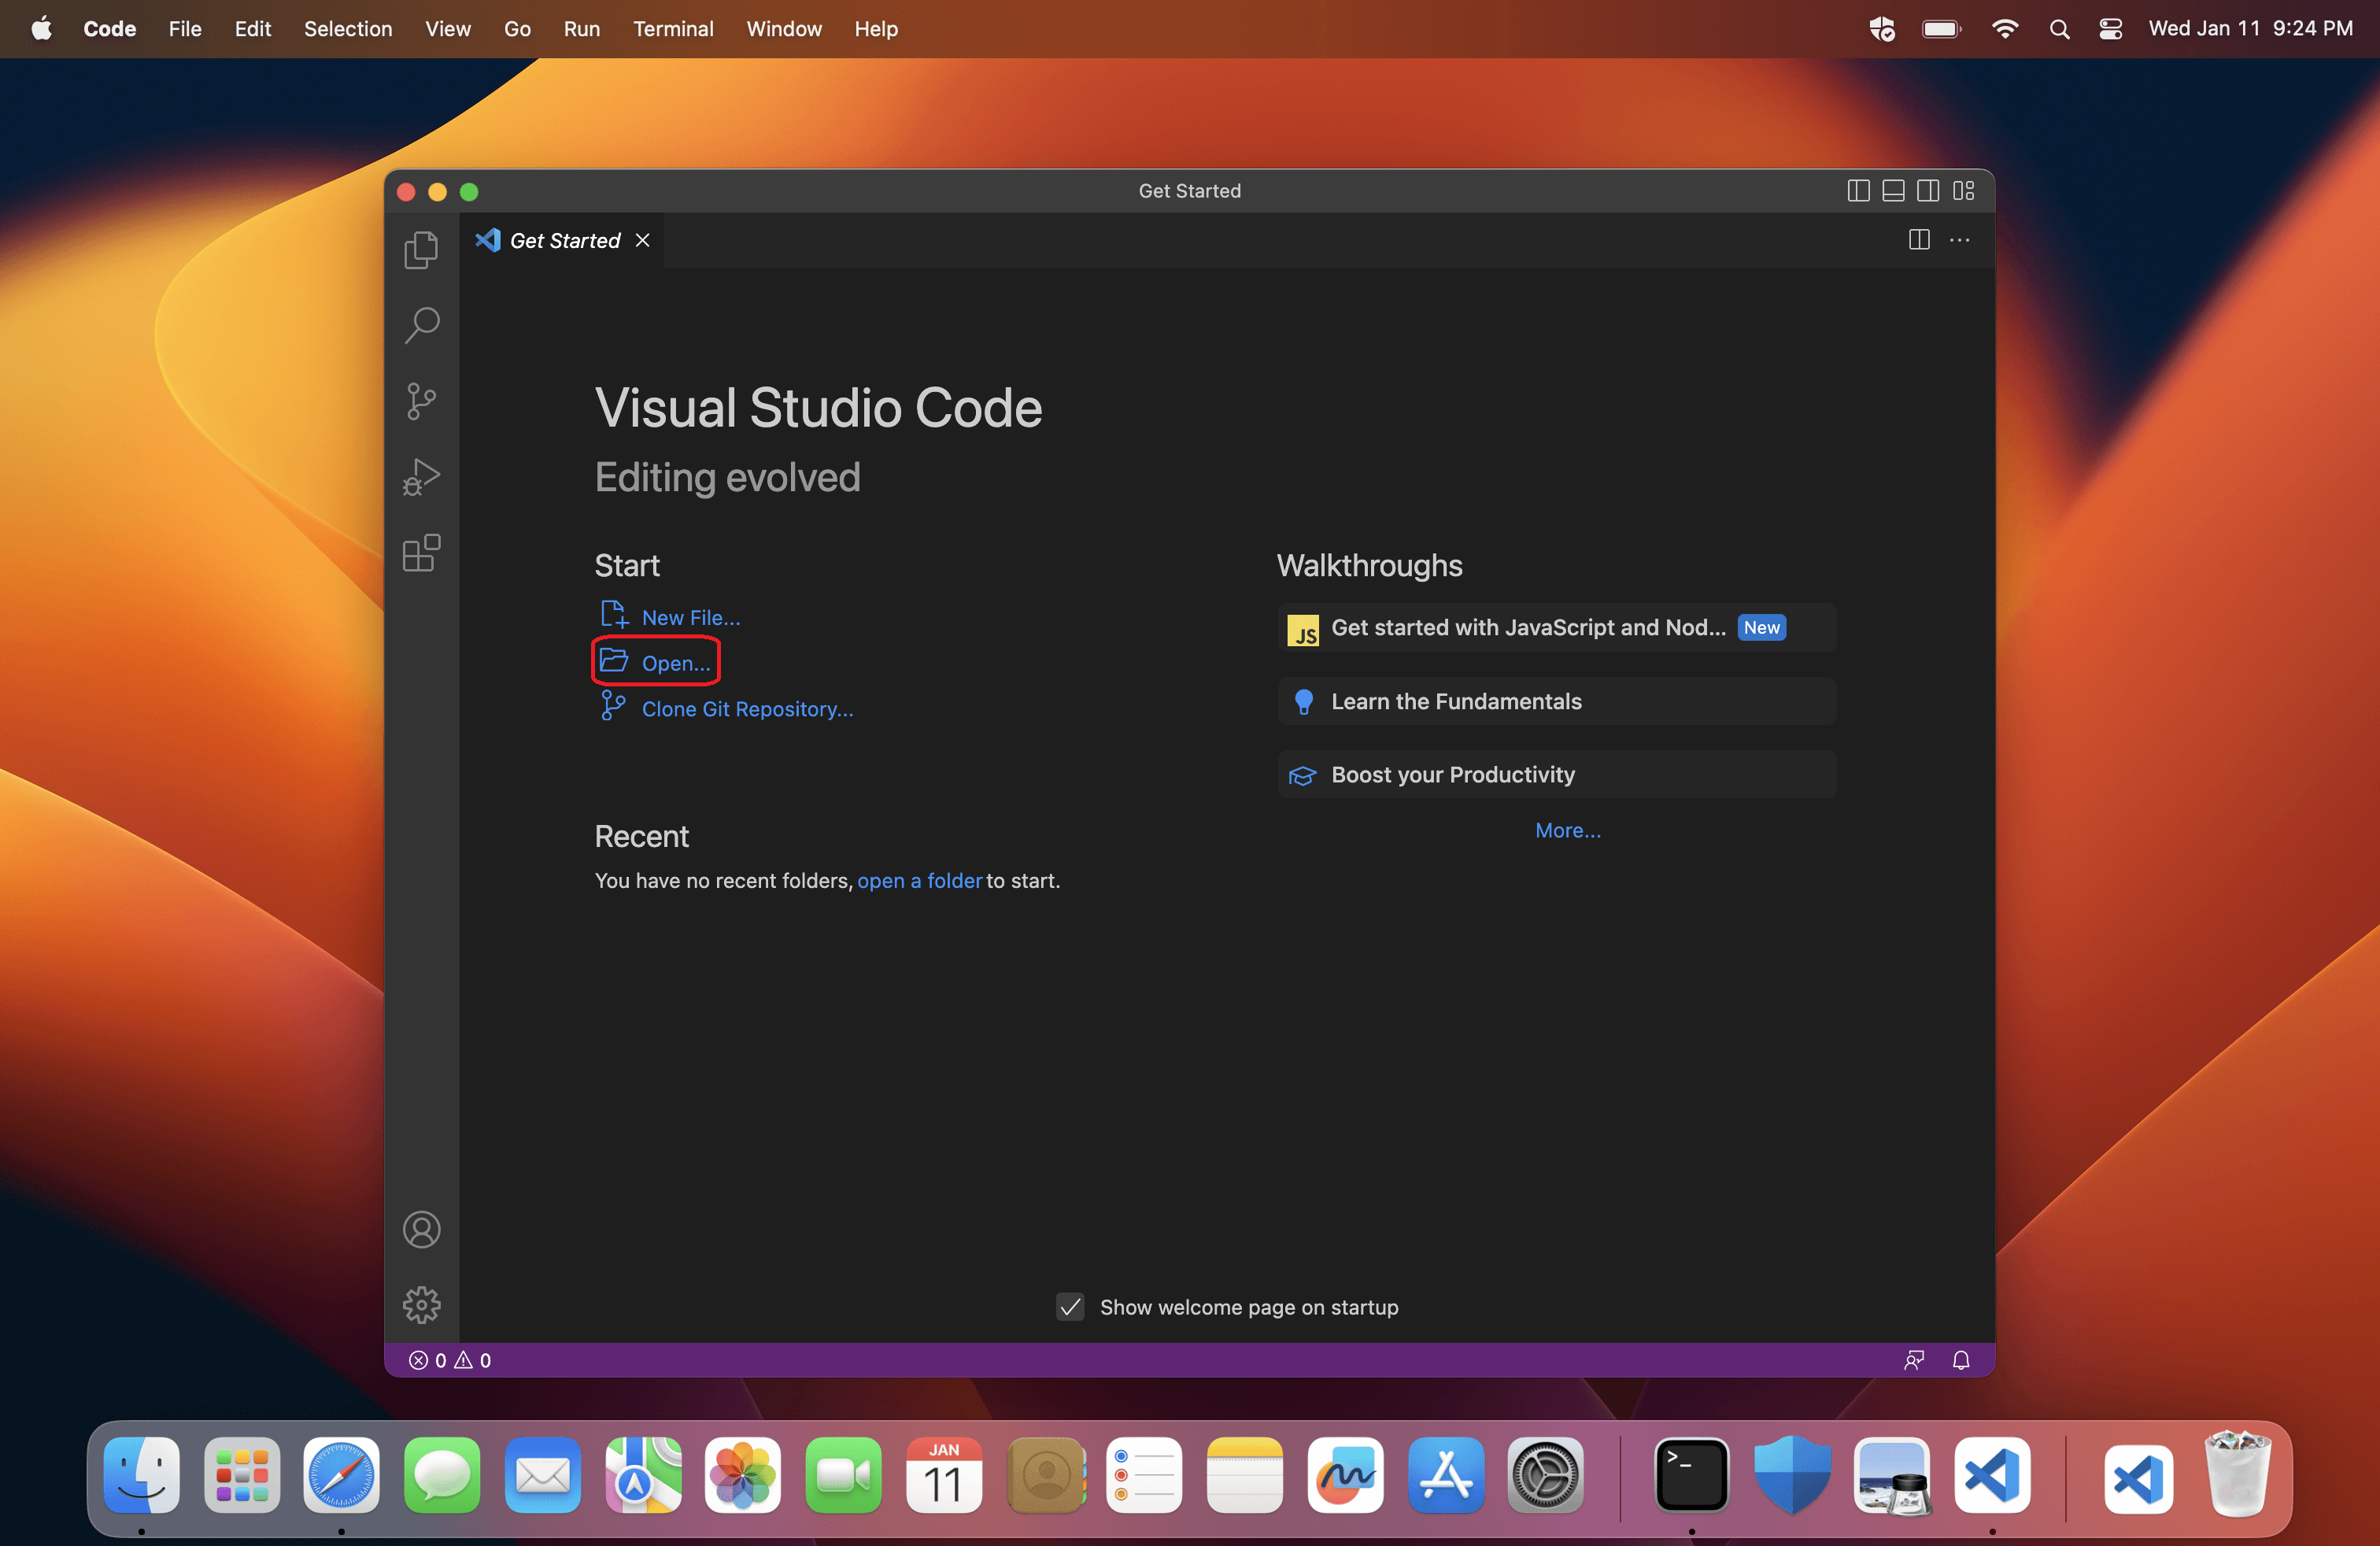 Code File Edit Selection View Go Run Terminal Window Help Wed Jan 11 9:24 PM
Get Started
Get Started
Visual Studio Code
Editing evolved
Start
New File...
Open...
Clone Git Repository...
Recent
You have no recent folders, open a folder to start.
Walkthroughs
JS Get started with JavaScript and Nod... New
Learn the Fundamentals
Boost your Productivity
More...
Show welcome page on startup
0 0
JAN
11
>_